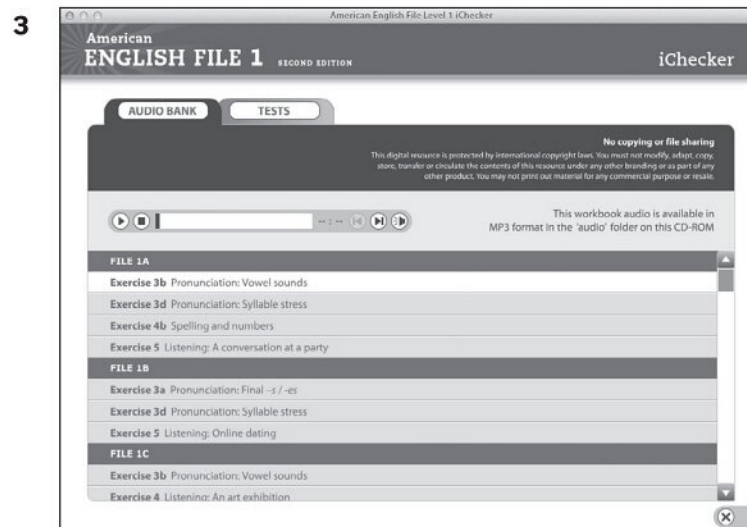 3
American English File Level 1 iChecker
American
ENGLISH FILE 1 SECOND EDITION
iChecker
AUDIO BANK
TESTS
No copying or file sharing
This digital resource is protected by international copyright laws. You must not modify, adapt, copy,
store, transfer or circulate the contents of this resource under any other branding or as part of any
other product. You may not print out material for any commercial purpose or resale.
-- : --
This workbook audio is available in
MP3 format in the 'audio' folder on this CD-ROM
FILE 1A
Exercise 3b Pronunciation: Vowel sounds
Exercise 3d Pronunciation: Syllable stress
Exercise 4b Spelling and numbers
Exercise 5 Listening: A conversation at a party
FILE 1B
Exercise 3a Pronunciation: Final -s / -es
Exercise 3d Pronunciation: Syllable stress
Exercise 5 Listening: Online dating
FILE 1C
Exercise 3b Pronunciation: Vowel sounds
Exercise 4 Listening: An art exhibition